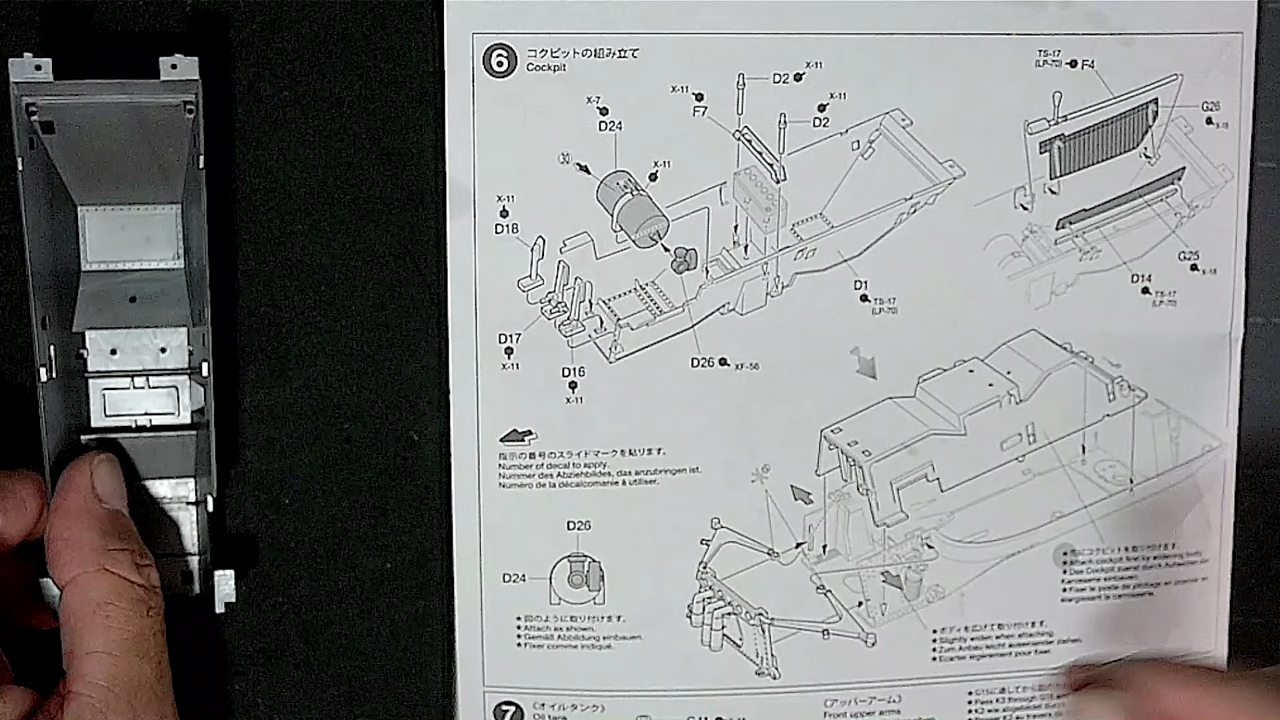 6
コクピットの組み立て
Cockpit
X-11
D2
X-11
F7
X-11
D2
X-7
D24
30
X-11
X-11
D18
D17
X-11
D16
X-11
D26
XF-56
D1
TS-17
(LP-70)
TS-17
(LP-70)
F4
G26
X-18
G25
X-18
D14
TS-17
(LP-70)
指示の番号のスライドマークを貼ります。
Number of decal to apply.
Nummer des Abziehbildes, das anzubringen ist.
Numéro de la décalcomanie à utiliser.
D26
D24
★図のように取り付けます。
★Attach as shown.
★Gemäß Abbildung einbauen.
★Fixer comme indiqué.
★Attach cockpit first by widening body.
★ボディを広げて取り付けます。
★Slightly widen when attaching.
★Zum Anbau leicht auseinander ziehen.
★Ecarter légèrement pour fixer.
7
《オイルタンク》
Oil tank
《アッパーアーム》
Front upper arms